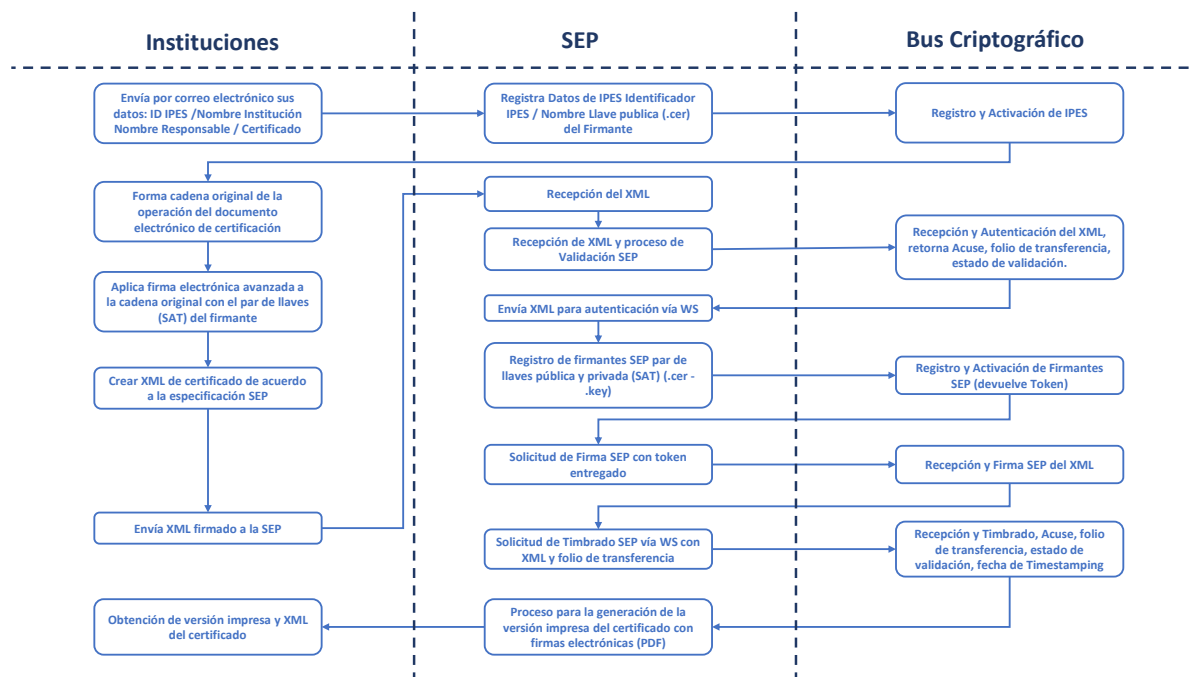 Instituciones
SEP
Bus Criptográfico
Envía por correo electrónico sus
datos: ID IPES /Nombre Institución
Nombre Responsable / Certificado
Registra Datos de IPES Identificador
IPES / Nombre Llave publica (.cer)
del Firmante
Registro y Activación de IPES
Forma cadena original de la
operación del documento
electrónico de certificación
Recepción del XML
Recepción de XML y proceso de
Validación SEP
Recepción y Autenticación del XML,
retorna Acuse, folio de transferencia,
estado de validación.
Aplica firma electrónica avanzada a
la cadena original con el par de llaves
(SAT) del firmante
Envía XML para autenticación vía WS
Crear XML de certificado de acuerdo
a la especificación SEP
Registro de firmantes SEP par de
llaves pública y privada (SAT) (.cer -
.key)
Registro y Activación de Firmantes
SEP (devuelve Token)
Solicitud de Firma SEP con token
entregado
Recepción y Firma SEP del XML
Envía XML firmado a la SEP
Solicitud de Timbrado SEP vía WS con
XML y folio de transferencia
Recepción y Timbrado, Acuse, folio
de transferencia, estado de
validación, fecha de Timestamping
Obtención de versión impresa y XML
del certificado
Proceso para la generación de la
versión impresa del certificado con
firmas electrónicas (PDF)